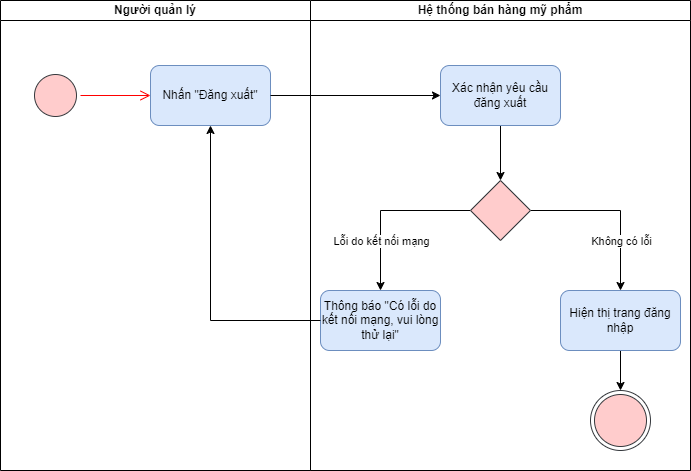 Người quản lý
Hệ thống bán hàng mỹ phẩm
Nhấn "Đăng xuất"
Xác nhận yêu cầu
đăng xuất
Lỗi do kết nối mạng
Không có lỗi
Thông báo "Có lỗi do
kết nối mạng, vui lòng
thử lại"
Hiện thị trang đăng
nhập